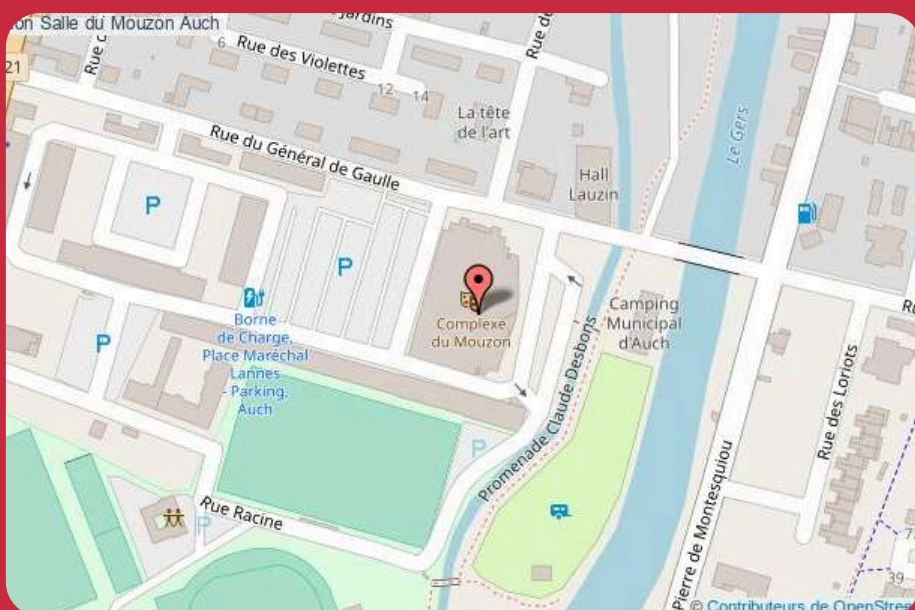 on Salle du Mouzon Auch
Jardins
Rue du
Rue des Violettes
6
12
14
21
La tête
de l'art
Rue du Général de Gaulle
Hall
Lauzin
Le Gers
P
P
P
Borne
de Charge,
Place Maréchal
Lannes
- Parking,
Auch
Complexe
du Mouzon
Camping
Municipal
d'Auch
Promenade Claude Desbons
P
Rue Racine
P
Rue des Loriots
Pierre de Montesquiou
39
© Contributeurs de OpenStree